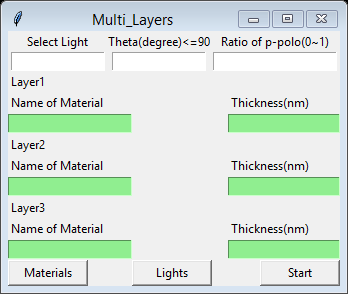 Multi_Layers
Select Light Theta(degree)<=90 Ratio of p-polo(0~1)
Layer1
Name of Material Thickness(nm)
Layer2
Name of Material Thickness(nm)
Layer3
Name of Material Thickness(nm)
Materials Lights Start